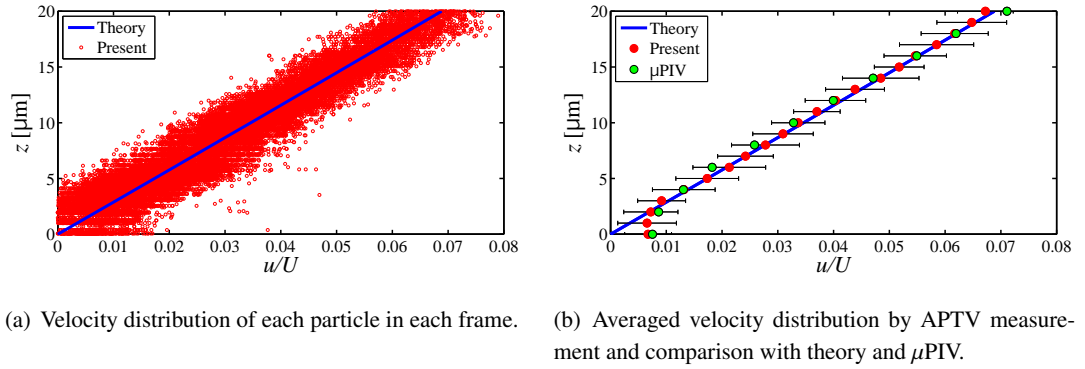 20
15
10
5
0
z [µm]
Theory
Present
0 0.01 0.02 0.03 0.04 0.05 0.06 0.07 0.08
u/U
20
15
10
5
0
z [µm]
Theory
Present
µPIV
0 0.01 0.02 0.03 0.04 0.05 0.06 0.07 0.08
u/U
(a) Velocity distribution of each particle in each frame.
(b) Averaged velocity distribution by APTV measure-
ment and comparison with theory and µPIV.